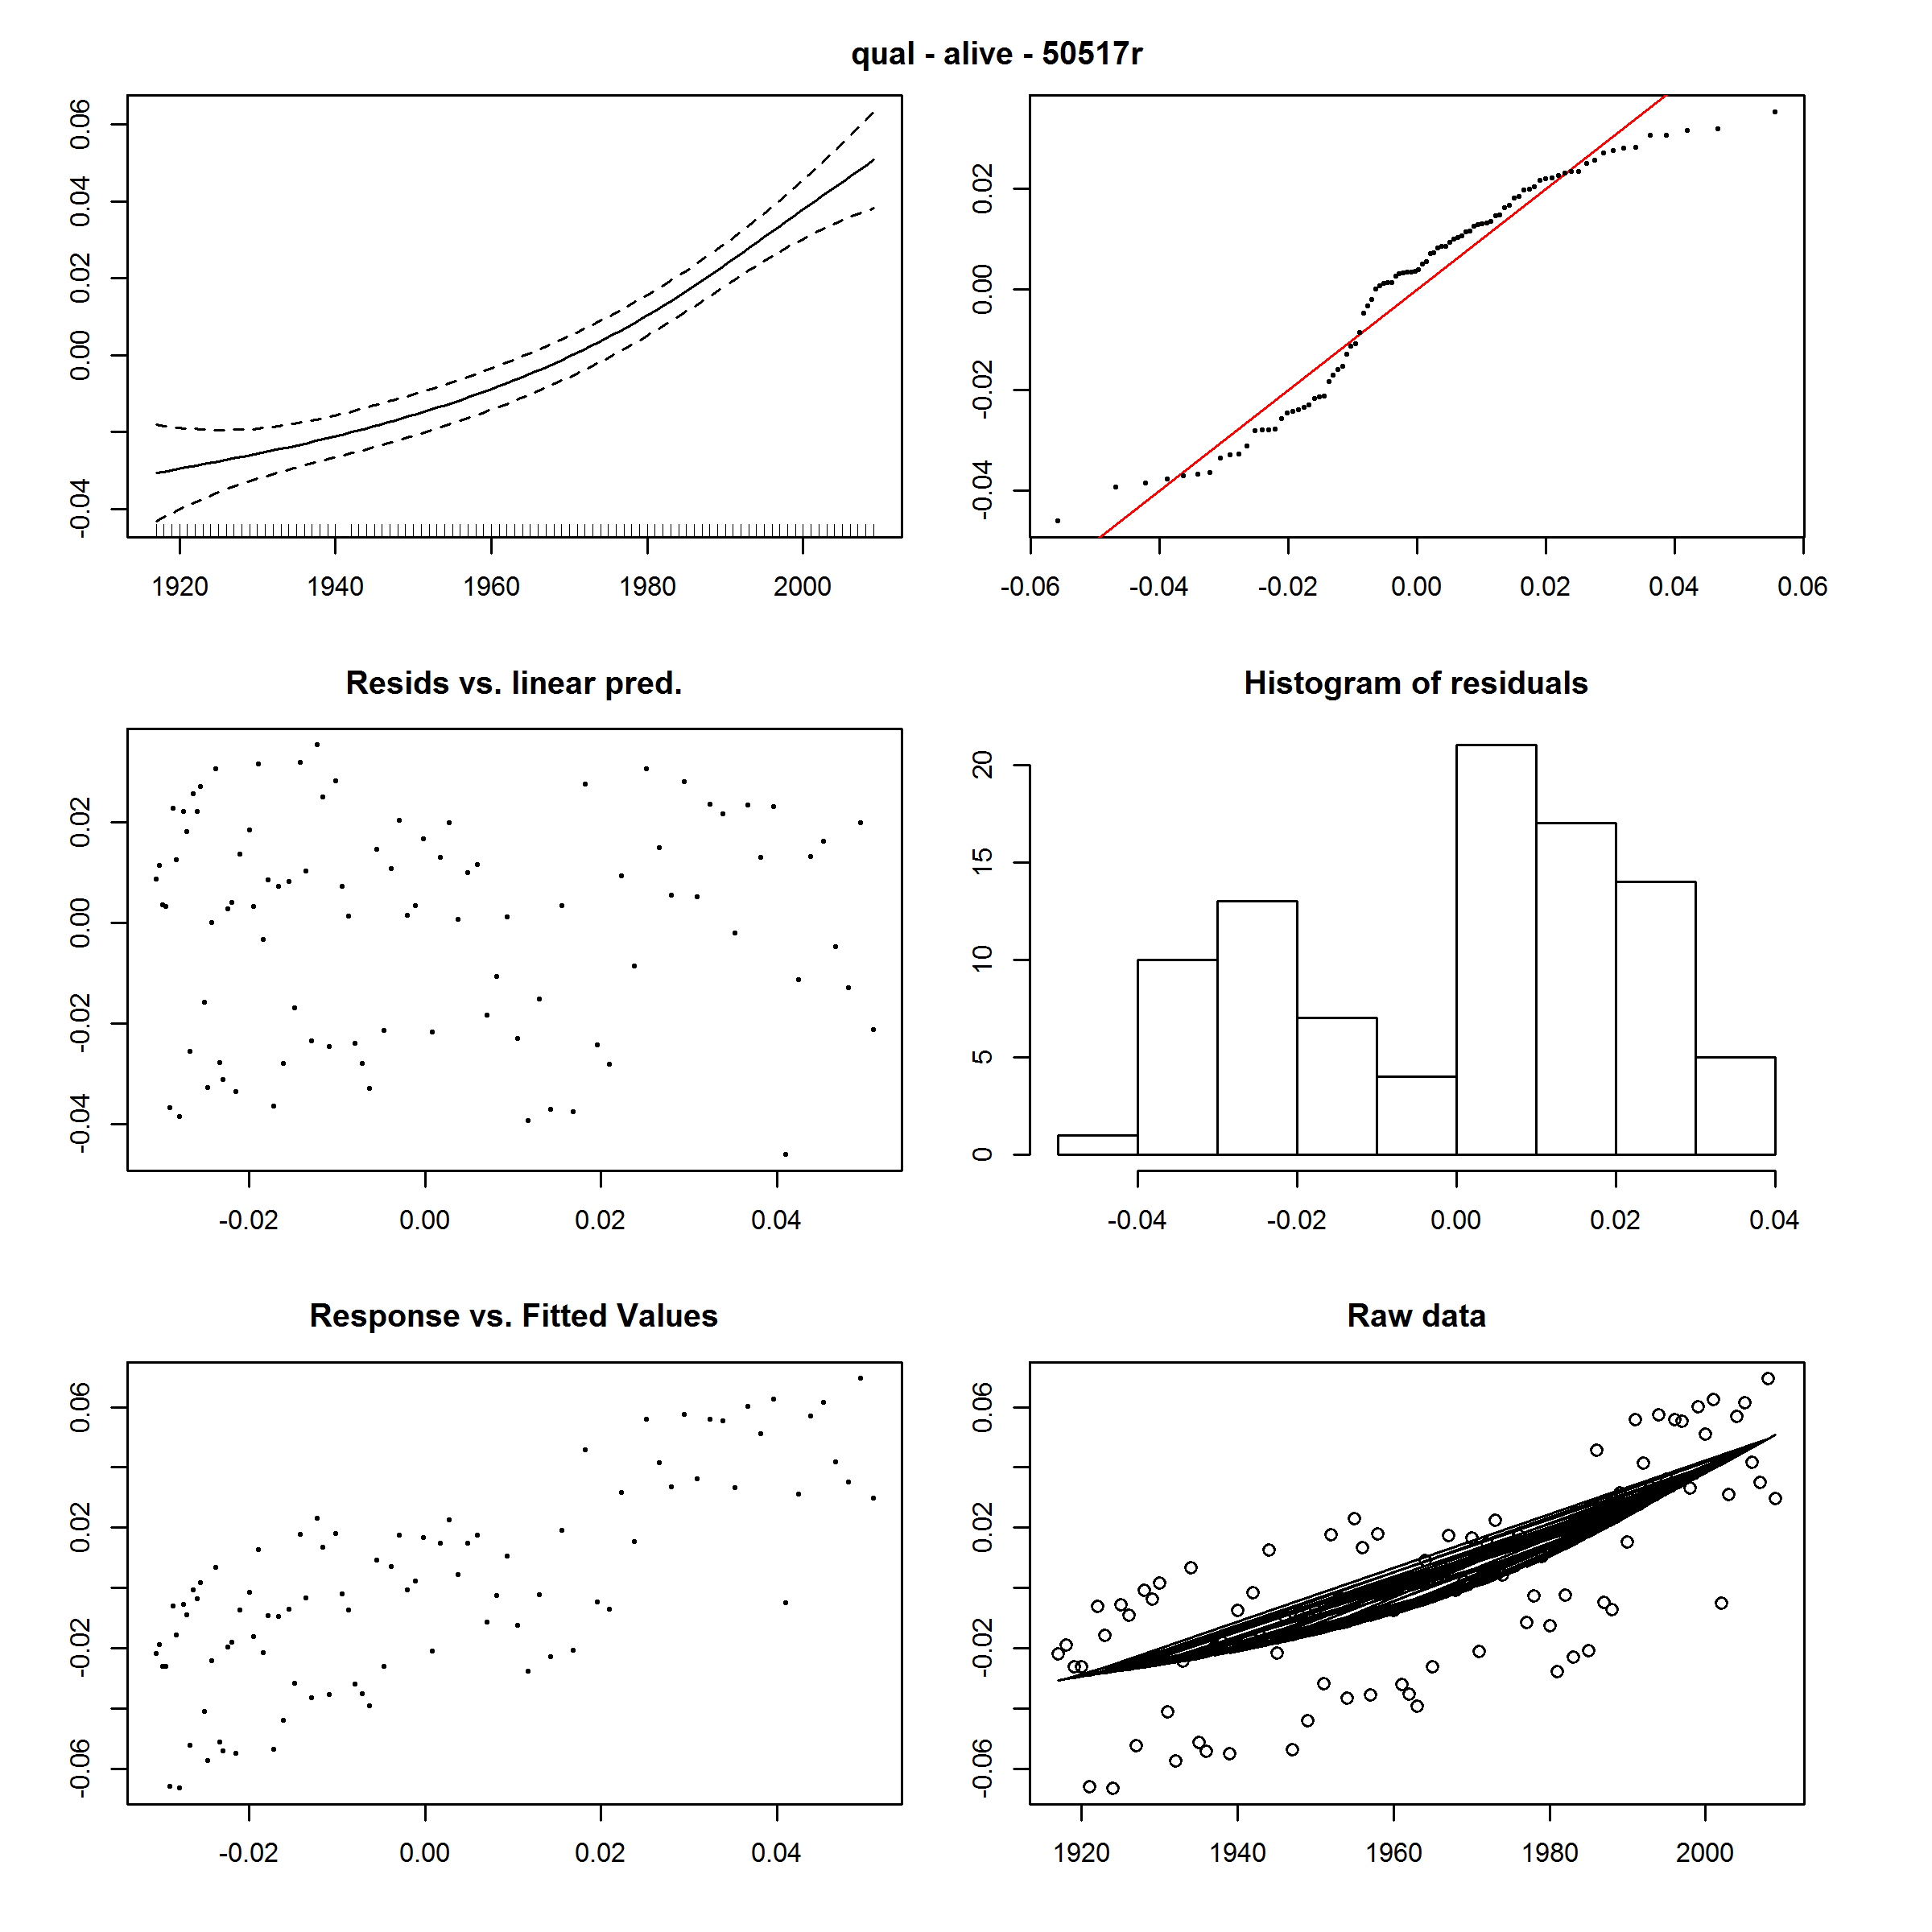 qual - alive - 50517r
0.06
0.04
0.02
0.00
-0.04
1920 1940 1960 1980 2000
0.02
0.00
-0.02
-0.04
-0.06 -0.04 -0.02 0.00 0.02 0.04 0.06
Resids vs. linear pred.
0.02
0.00
-0.02
-0.04
-0.02 0.00 0.02 0.04
Histogram of residuals
20
15
10
5
0
-0.04 -0.02 0.00 0.02 0.04
Response vs. Fitted Values
0.06
0.02
-0.02
-0.06
-0.02 0.00 0.02 0.04
Raw data
0.06
0.02
-0.02
-0.06
1920 1940 1960 1980 2000